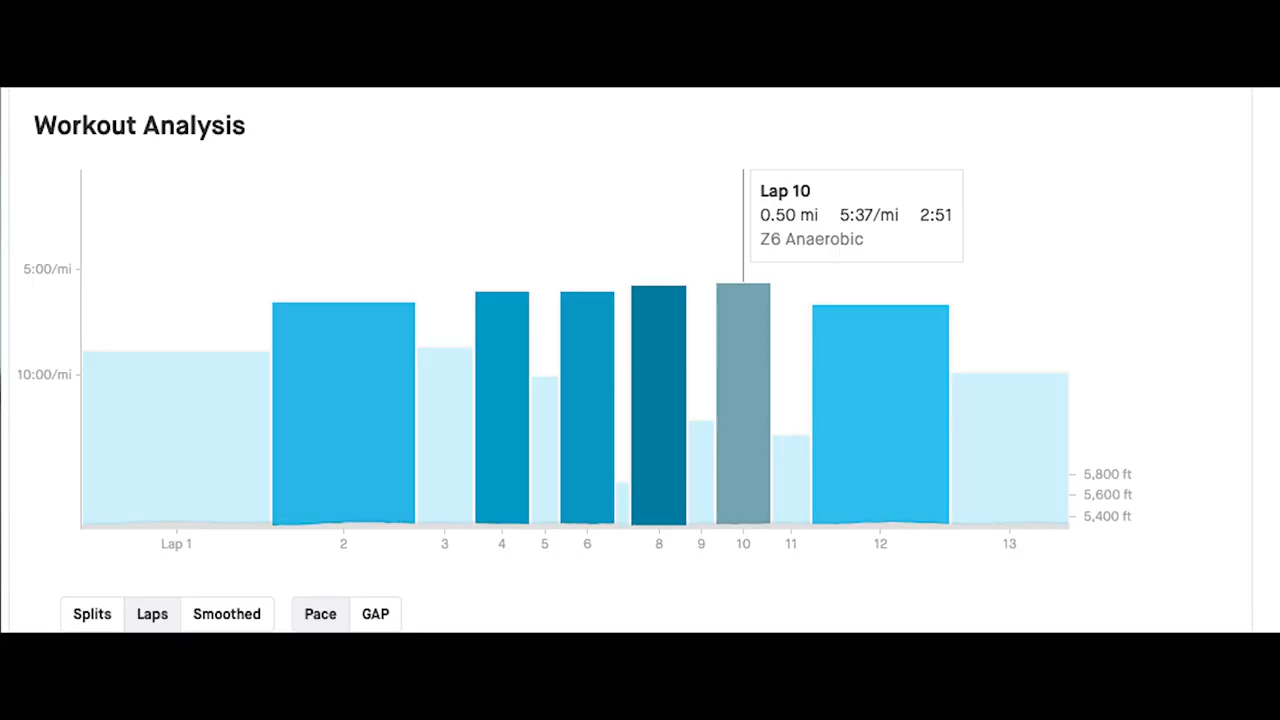 Workout Analysis
Lap 10
0.50 mi 5:37/mi 2:51
Z6 Anaerobic
5:00/mi
10:00/mi
5,800 ft
5,600 ft
5,400 ft
Lap 1 2 3 4 5 6 8 9 10 11 12 13
Splits Laps Smoothed Pace GAP